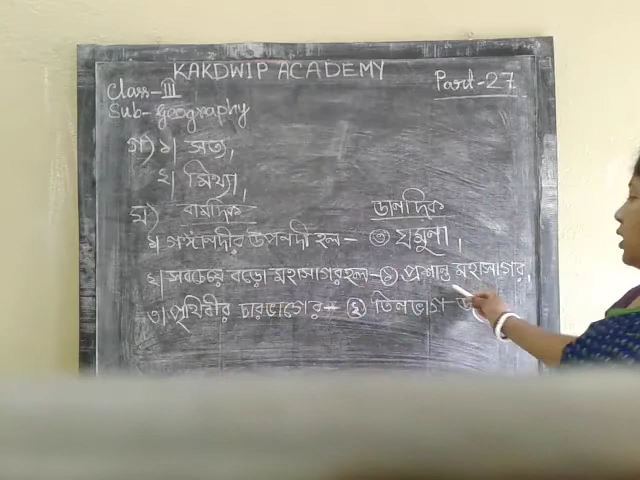 KAKDWIP ACADEMY
Class-III
Part-27
Sub-Geography
গ) ১| সত্য,
২| মিথ্যা,
ঘ) বামদিক ডানদিক
১| গঙ্গানদীর উপনদী হল- ৩ যমুনা,
২| সবচেয়ে বড়ো মহাসাগর হল- ১ প্রশান্ত মহাসাগর,
৩| পৃথিবীর চারভাগের- ২ তিনভাগ